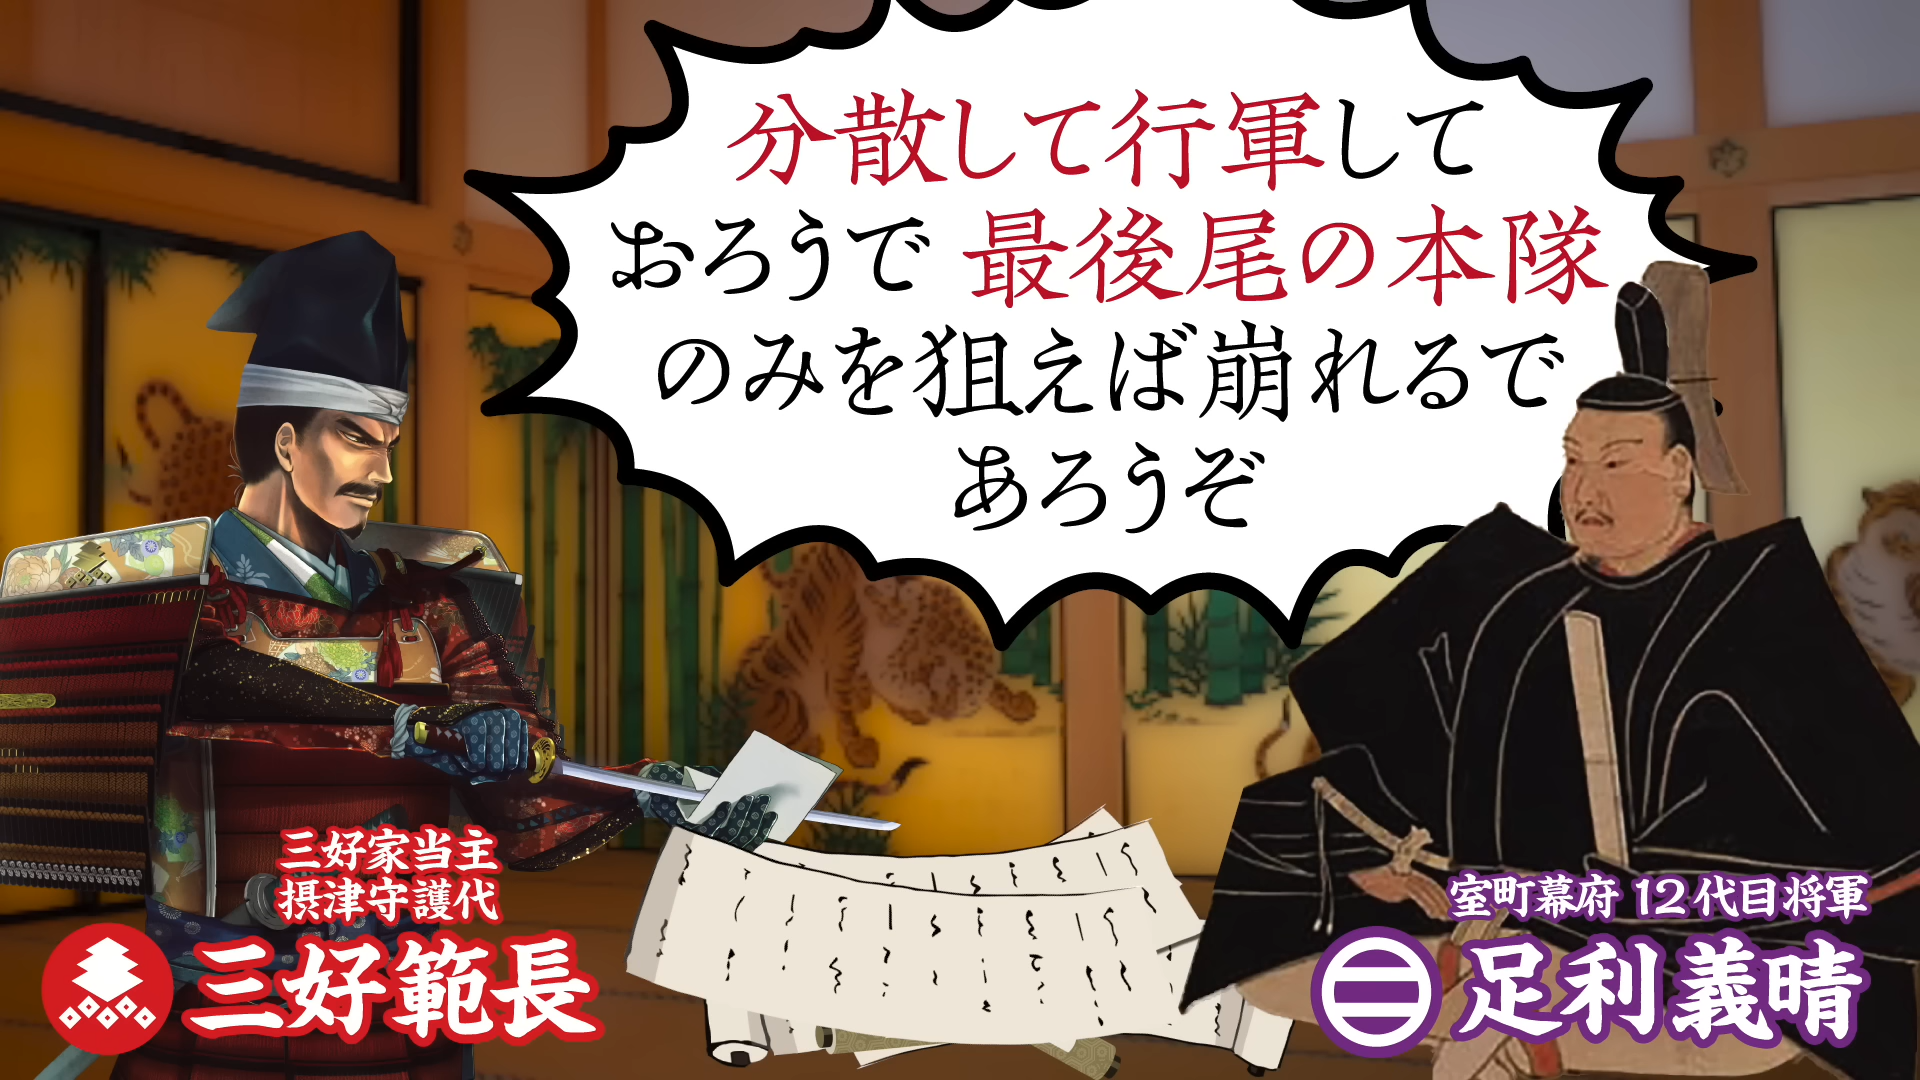 分散して行軍して
おろうで 最後尾の本隊
のみを狙えば崩れるで
あろうぞ
三好家当主
摂津守護代
三好範長
室町幕府 12代目将軍
足利義晴